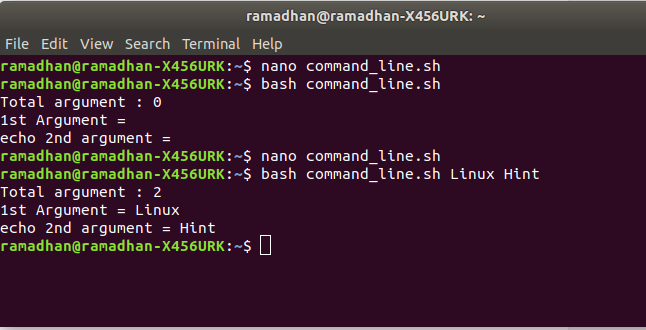 ramadhan@ramadhan-X456URK: ~
File Edit View Search Terminal Help
ramadhan@ramadhan-X456URK:~$ nano command_line.sh
ramadhan@ramadhan-X456URK:~$ bash command_line.sh
Total argument : 0
1st Argument =
echo 2nd argument =
ramadhan@ramadhan-X456URK:~$ nano command_line.sh
ramadhan@ramadhan-X456URK:~$ bash command_line.sh Linux Hint
Total argument : 2
1st Argument = Linux
echo 2nd argument = Hint
ramadhan@ramadhan-X456URK:~$